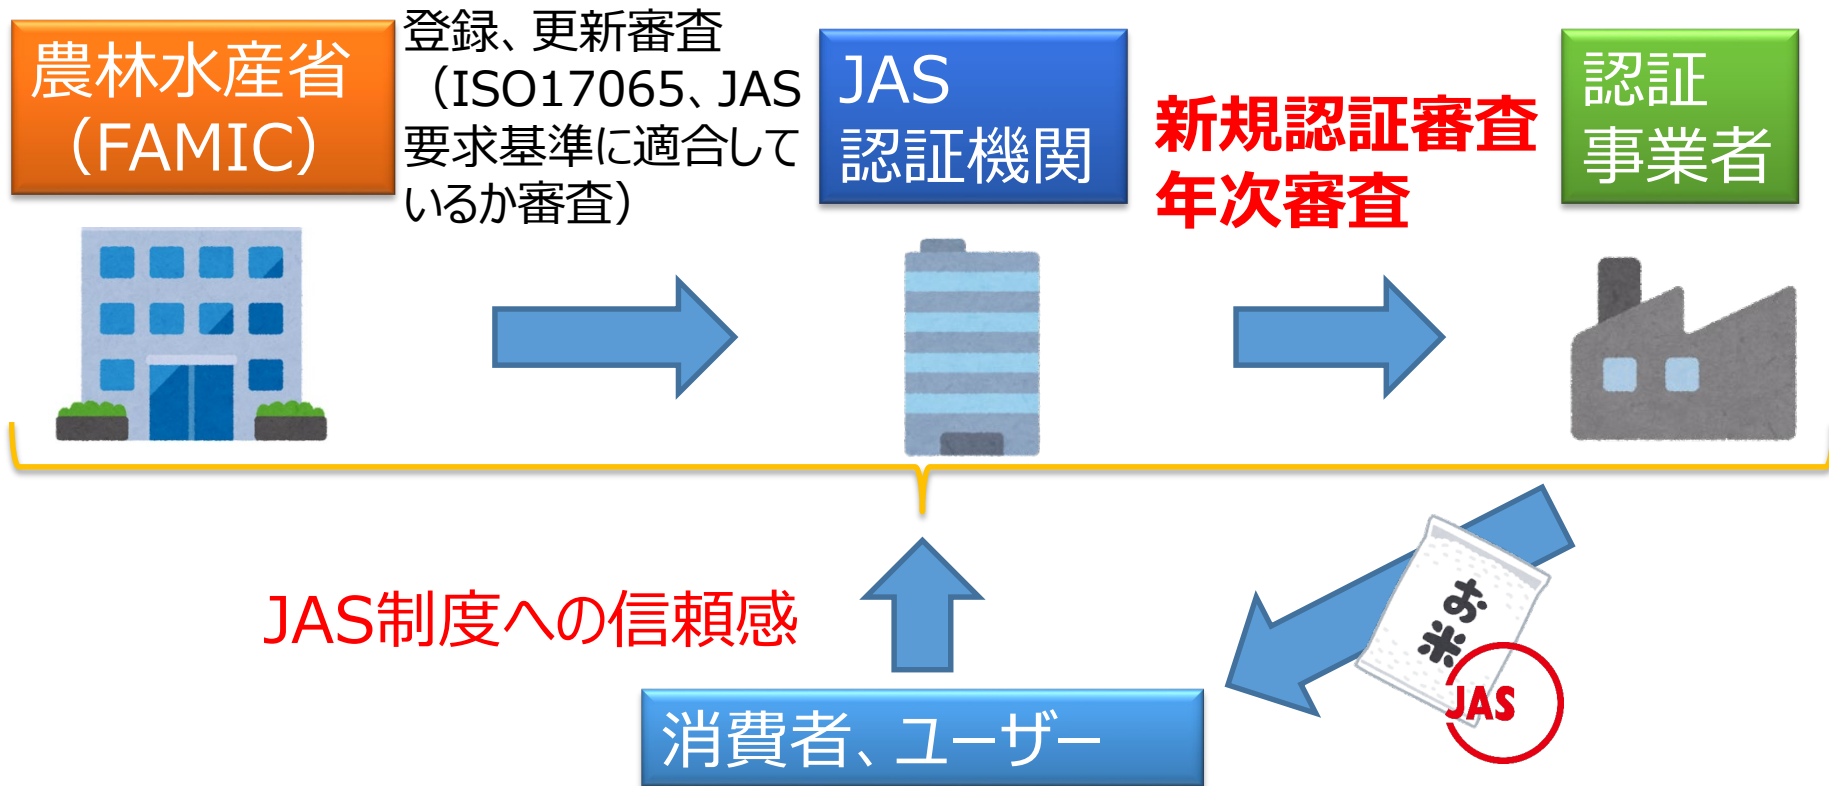 農林水産省
（FAMIC）
登録、更新審査
（ISO17065、JAS
要求基準に適合して
いるか審査）
JAS
認証機関
新規認証審査
年次審査
認証
事業者
JAS制度への信頼感
お米
JAS
消費者、ユーザー